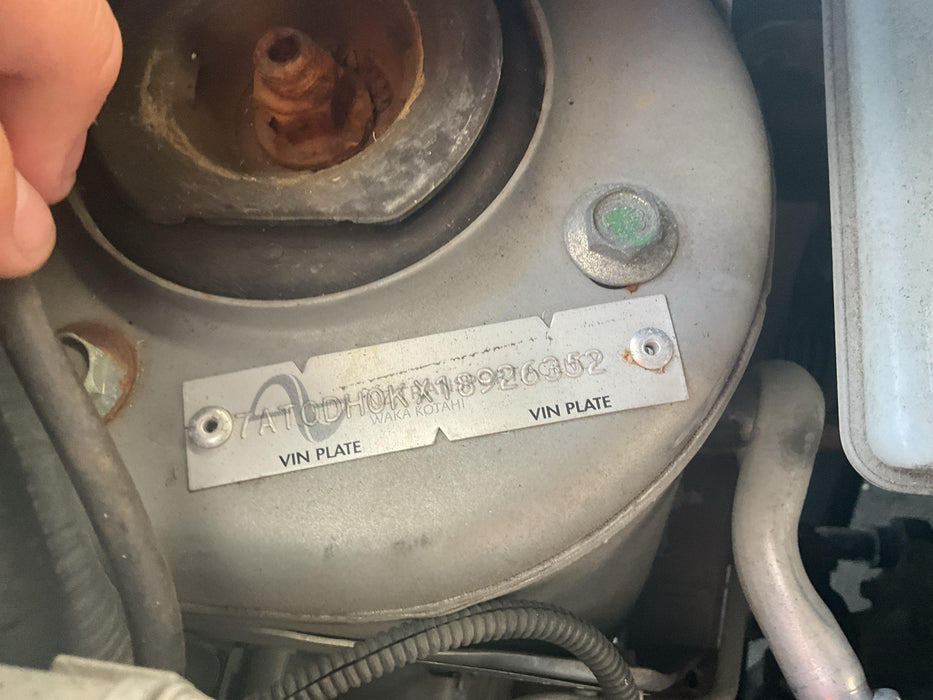 7AT0DH0KX18926352
WAKA KOTAHI
VIN PLATE
VIN PLATE